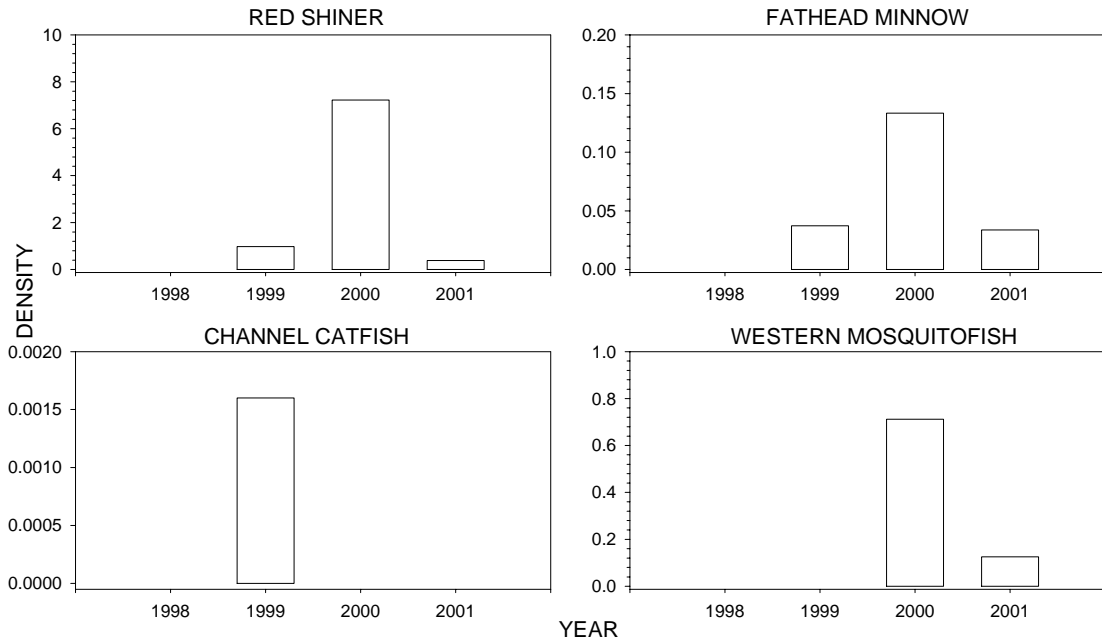 RED SHINER
10
8
6
4
2
0
1998 1999 2000 2001
FATHEAD MINNOW
0.20
0.15
0.10
0.05
0.00
1998 1999 2000 2001
DENSITY
CHANNEL CATFISH
0.0020
0.0015
0.0010
0.0005
0.0000
1998 1999 2000 2001
WESTERN MOSQUITOFISH
1.0
0.8
0.6
0.4
0.2
0.0
1998 1999 2000 2001
YEAR